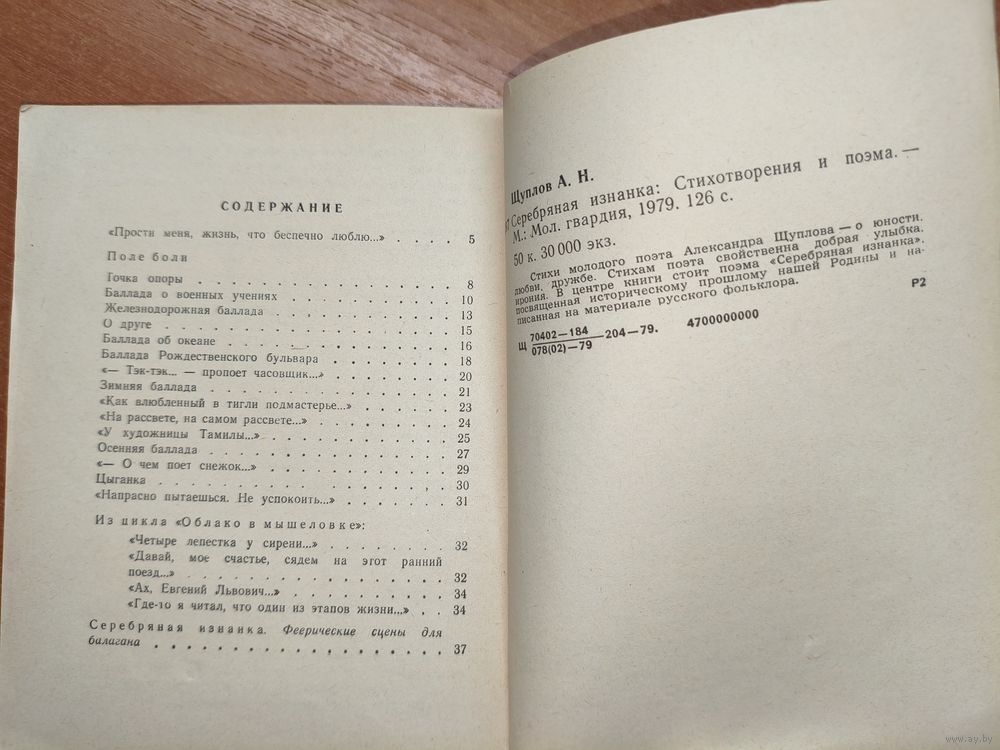 СОДЕРЖАНИЕ
«Прости меня, жизнь, что беспечно люблю...» . . . . 5
Поле боли
Точка опоры . . . . . . . . . . . . . . 8
Баллада о военных учениях . . . . . . . . . 10
Железнодорожная баллада . . . . . . . . . 13
О друге . . . . . . . . . . . . . . . . 15
Баллада об океане . . . . . . . . . . . . 16
Баллада Рождественского бульвара . . . . . . . 18
«— Тэк-тэк... — пропоет часовщик...» . . . . . . . 20
Зимняя баллада . . . . . . . . . . . . . 21
«Как влюбленный в тигли подмастерье...» . . . . . 23
«На рассвете, на самом рассвете...» . . . . . . . 24
«У художницы Тамилы...» . . . . . . . . . . 25
Осенняя баллада . . . . . . . . . . . . . 27
«— О чем поет снежок...» . . . . . . . . . . 29
Цыганка . . . . . . . . . . . . . . . . 30
«Напрасно пытаешься. Не успокоить...» . . . . . . 31
Из цикла «Облако в мышеловке»:
«Четыре лепестка у сирени...» . . . . . . . . 32
«Давай, мое счастье, сядем на этот ранний
поезд...» . . . . . . . . . . . . . . . 32
«Ах, Евгений Львович...» . . . . . . . . . . 34
«Где-то я читал, что один из этапов жизни...» . . 34
Серебряная изнанка. Феерические сцены для
балагана . . . . . . . . . . . . . . . . 37
Щуплов А. Н.
Серебряная изнанка: Стихотворения и поэма. —
М.: Мол. гвардия, 1979. 126 с.
50 к. 30 000 экз.
Стихи молодого поэта Александра Щуплова — о юности,
любви, дружбе. Стихам поэта свойственна добрая улыбка,
ирония. В центре книги стоит поэма «Серебряная изнанка»,
посвященная историческому прошлому нашей Родины и на-
писанная на материале русского фольклора.
Щ 70402—184
078(02)—79 —204—79. 4700000000
Р2
www.ay.by